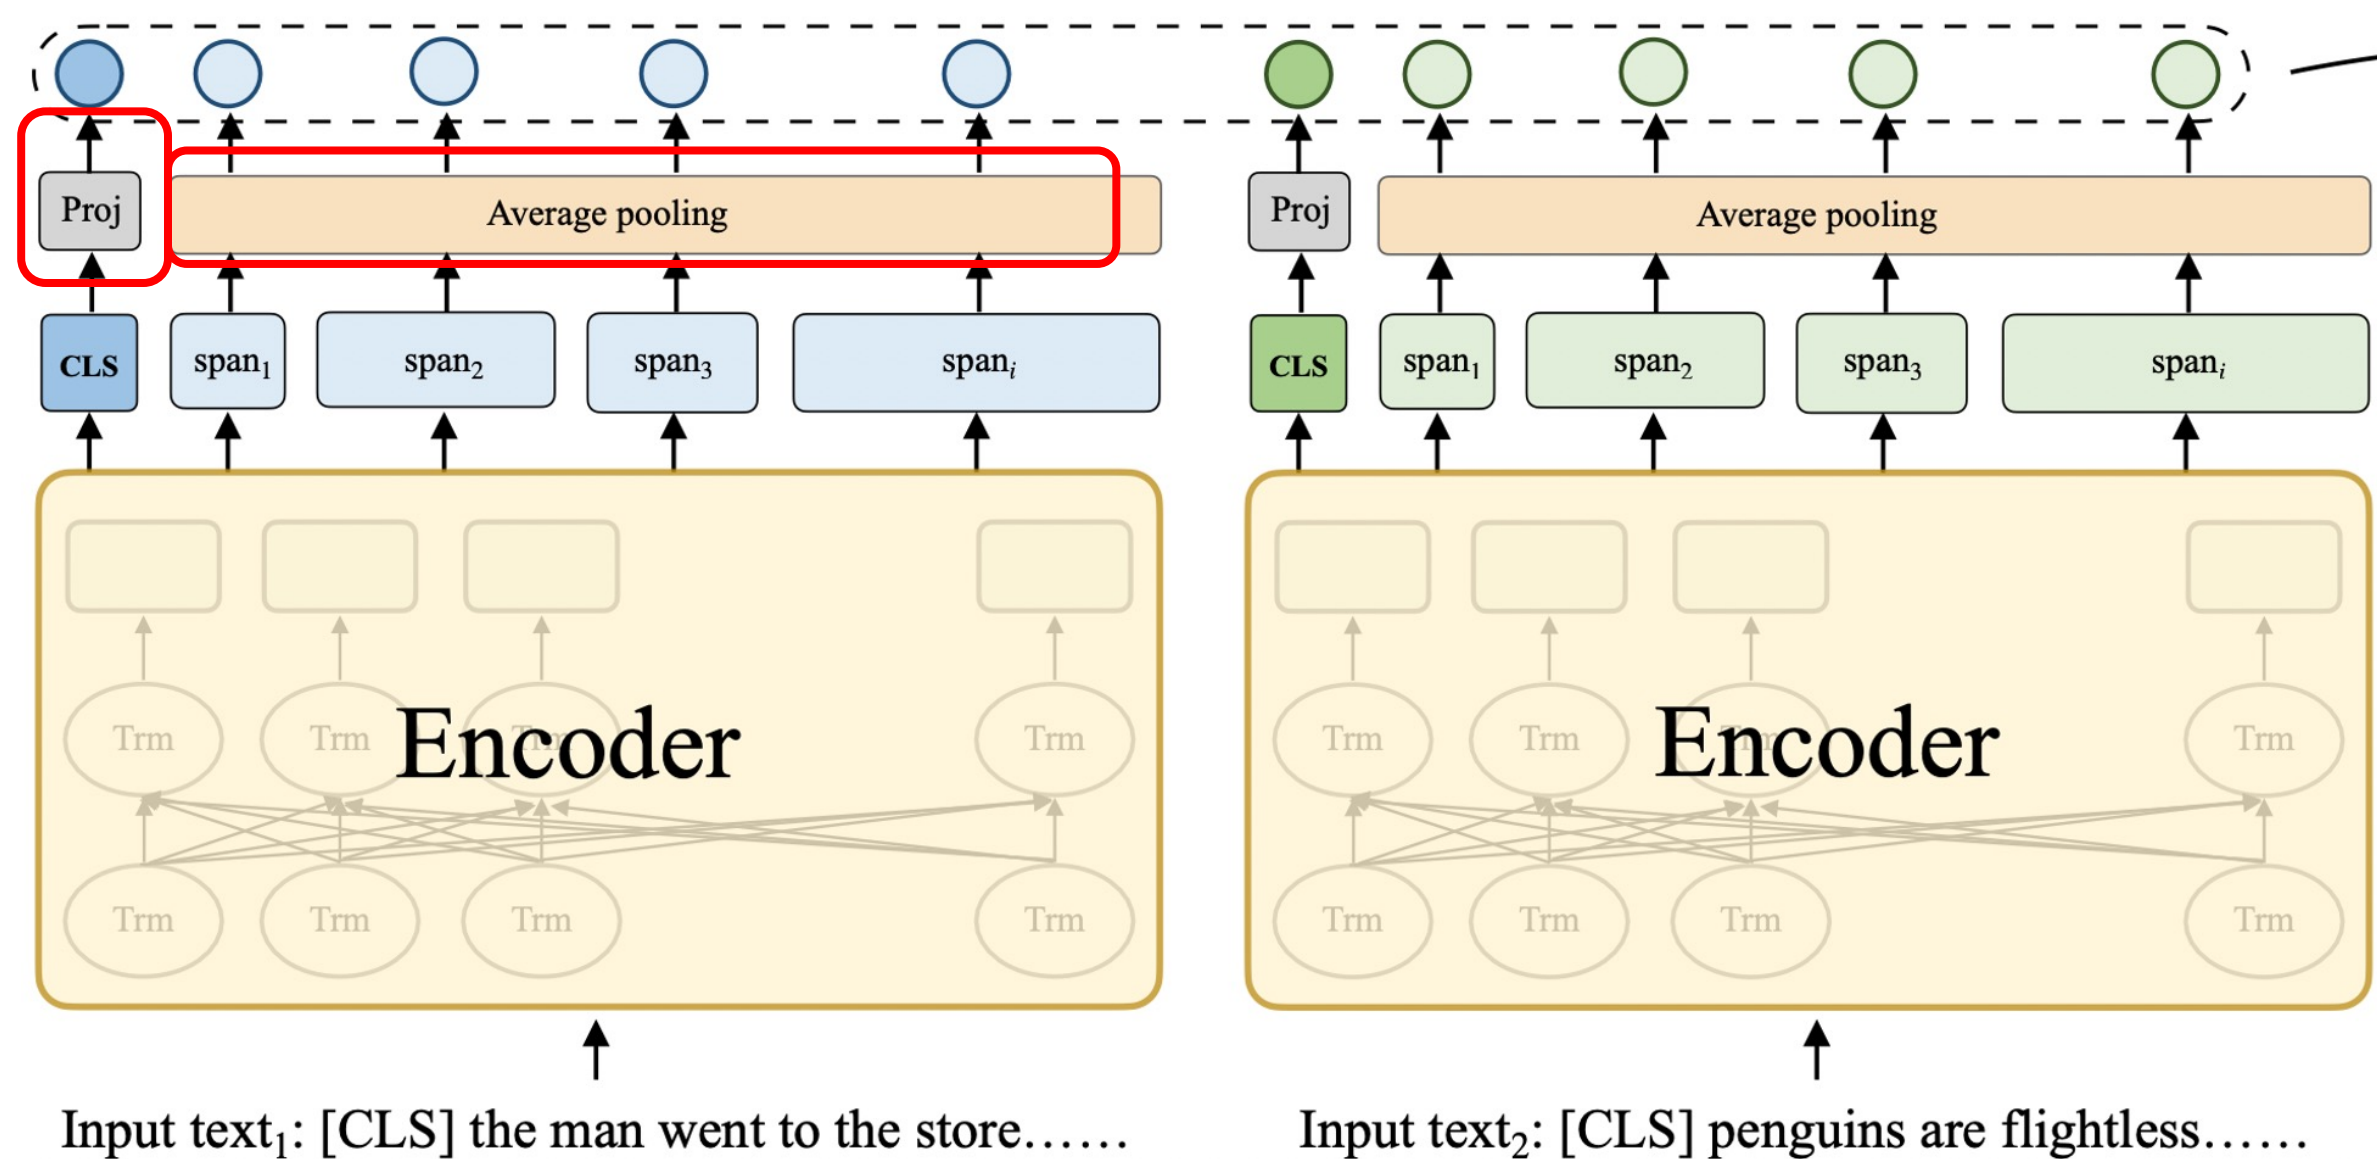 Proj Average pooling Proj Average pooling
CLS span1 span2 span3 spani CLS span1 span2 span3 spani
Trm Trm Trm Trm Trm Trm Trm Trm
Encoder Encoder
Trm Trm Trm Trm Trm Trm Trm Trm
Input text1: [CLS] the man went to the store...... Input text2: [CLS] penguins are flightless......